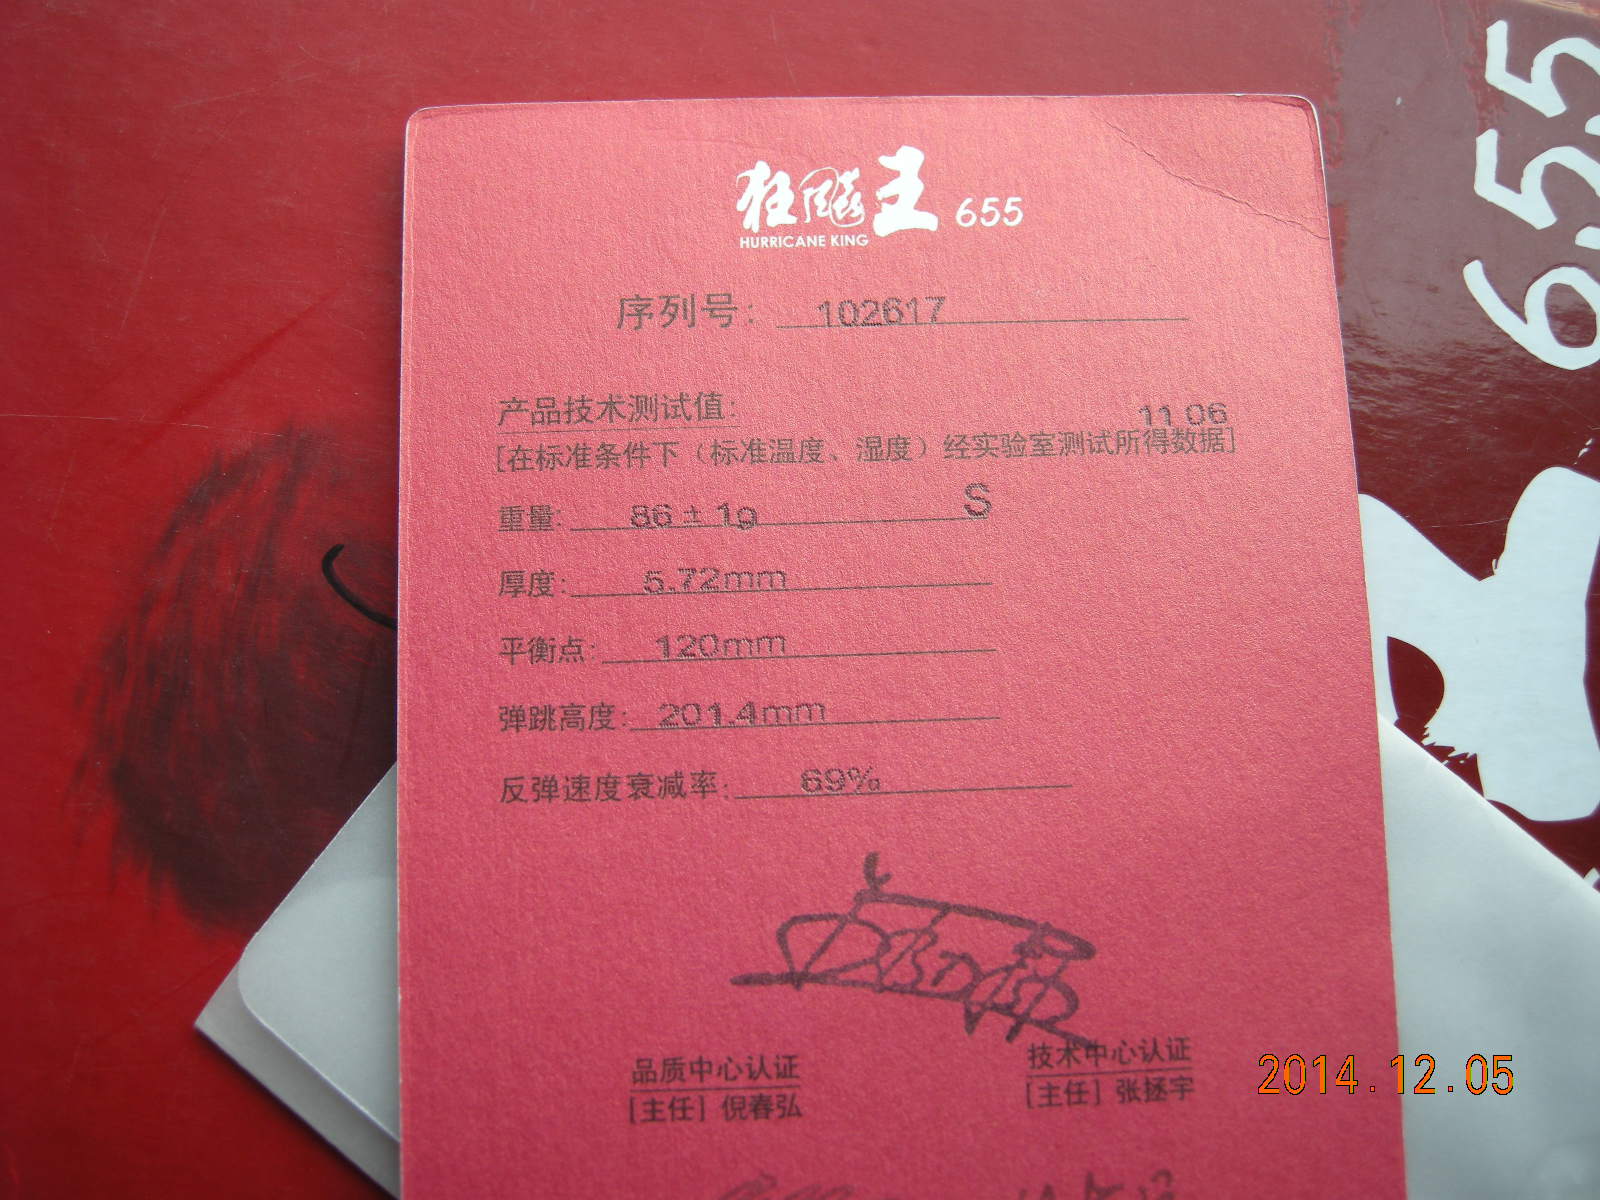 狂飚王 655
HURRICANE KING
序列号： 102617
产品技术测试值：
11.06
[在标准条件下（标准温度、湿度）经实验室测试所得数据]
重量: 86±1g S
厚度: 5.72mm
平衡点: 120mm
弹跳高度: 201.4mm
反弹速度衰减率: 69%
品质中心认证
[主任] 倪春弘
技术中心认证
[主任] 张拯宇
655
2014.12.05